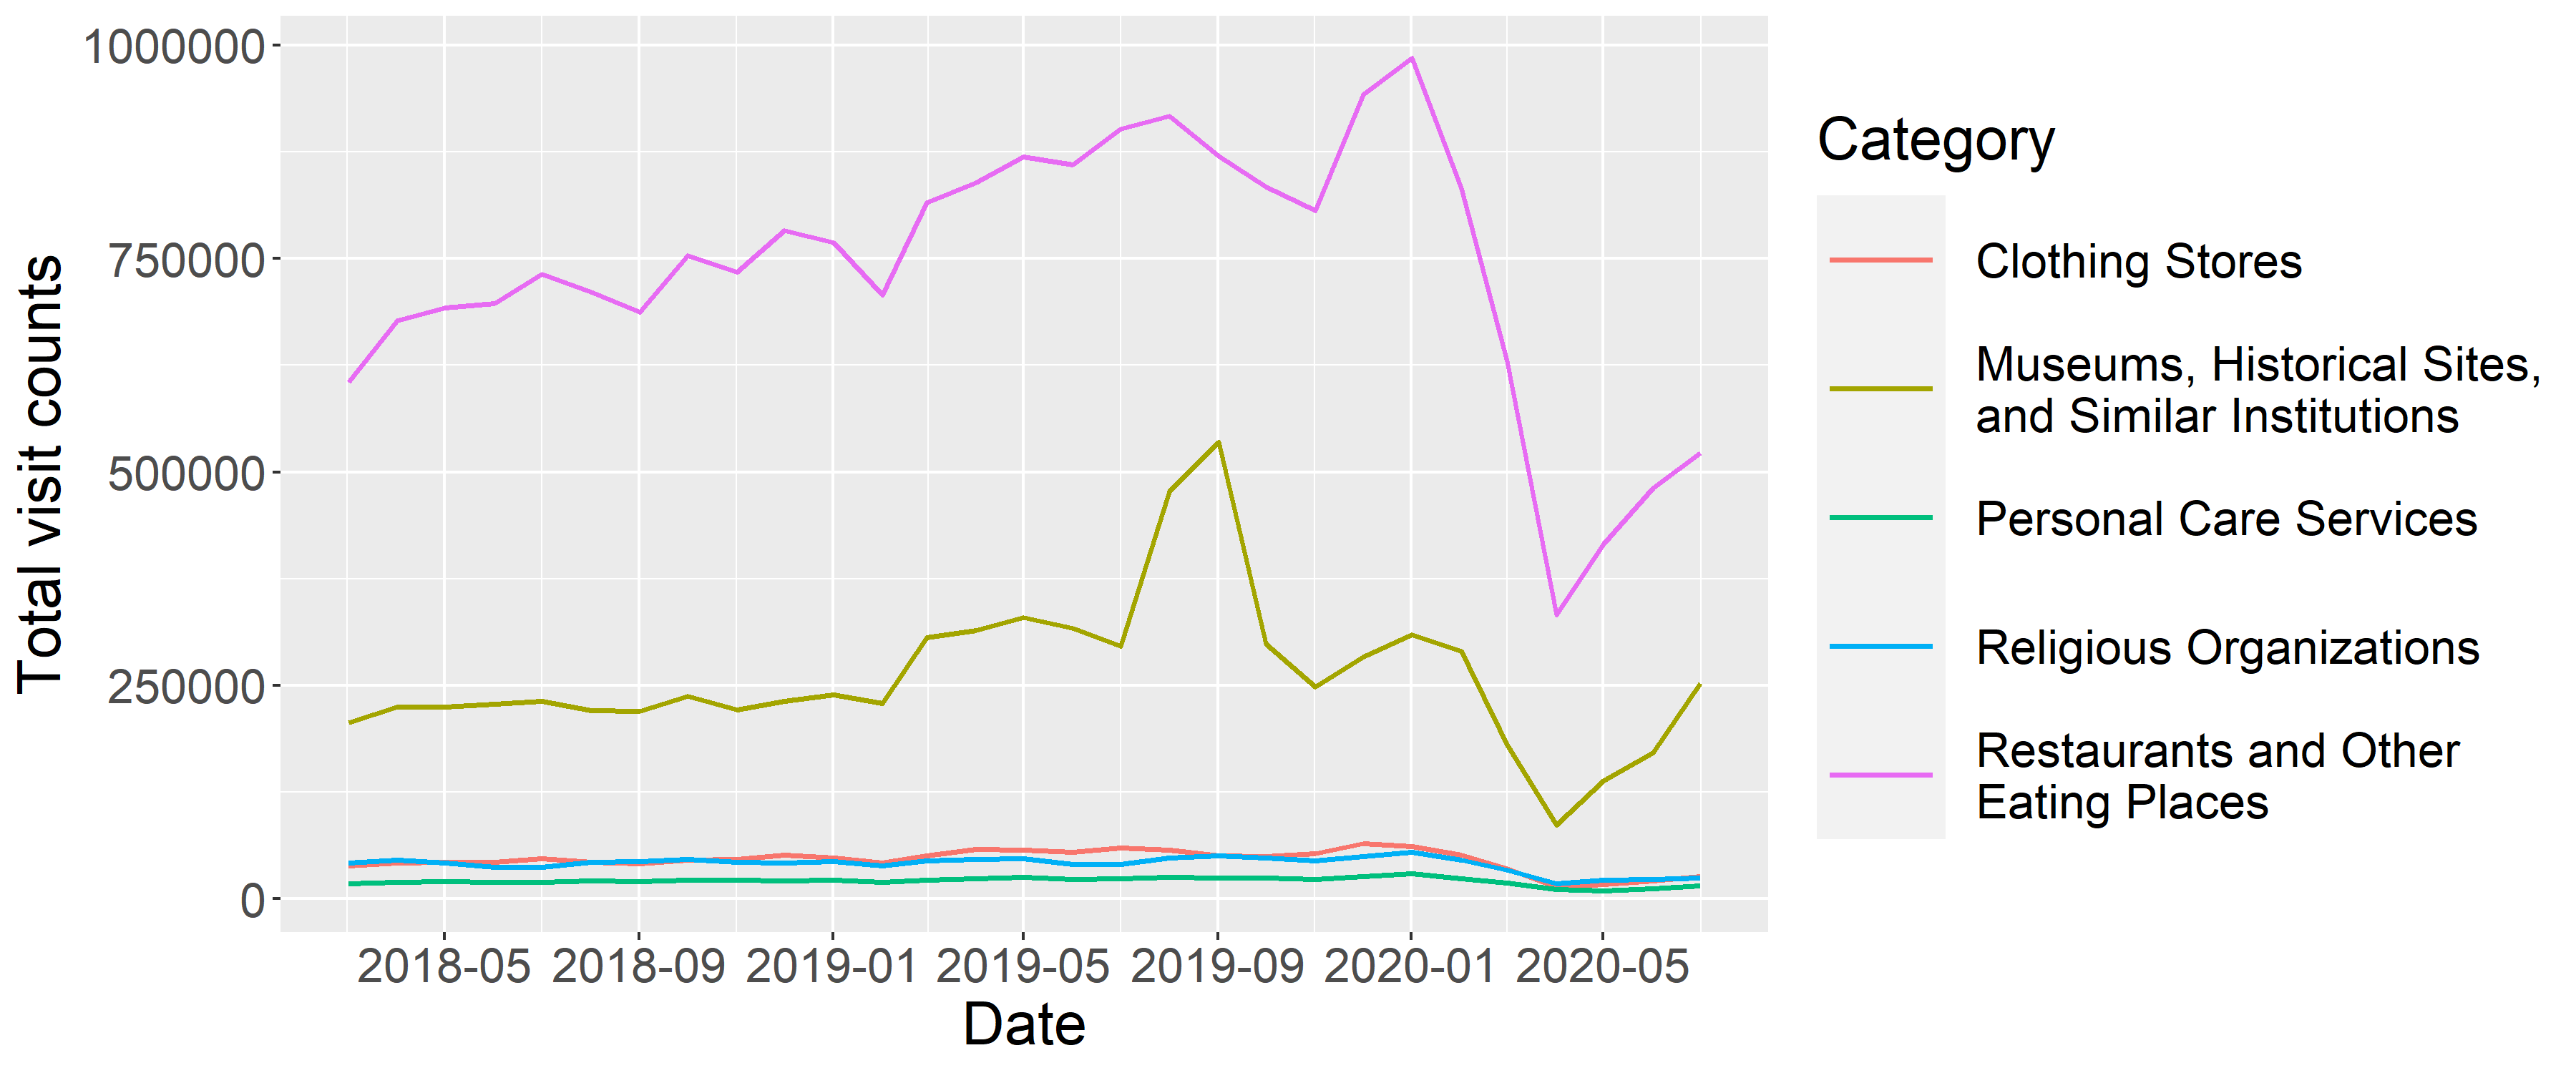 Total visit counts
1000000
750000
500000
250000
0
2018-05 2018-09 2019-01 2019-05 2019-09 2020-01 2020-05
Date
Category
Clothing Stores
Museums, Historical Sites,
and Similar Institutions
Personal Care Services
Religious Organizations
Restaurants and Other
Eating Places